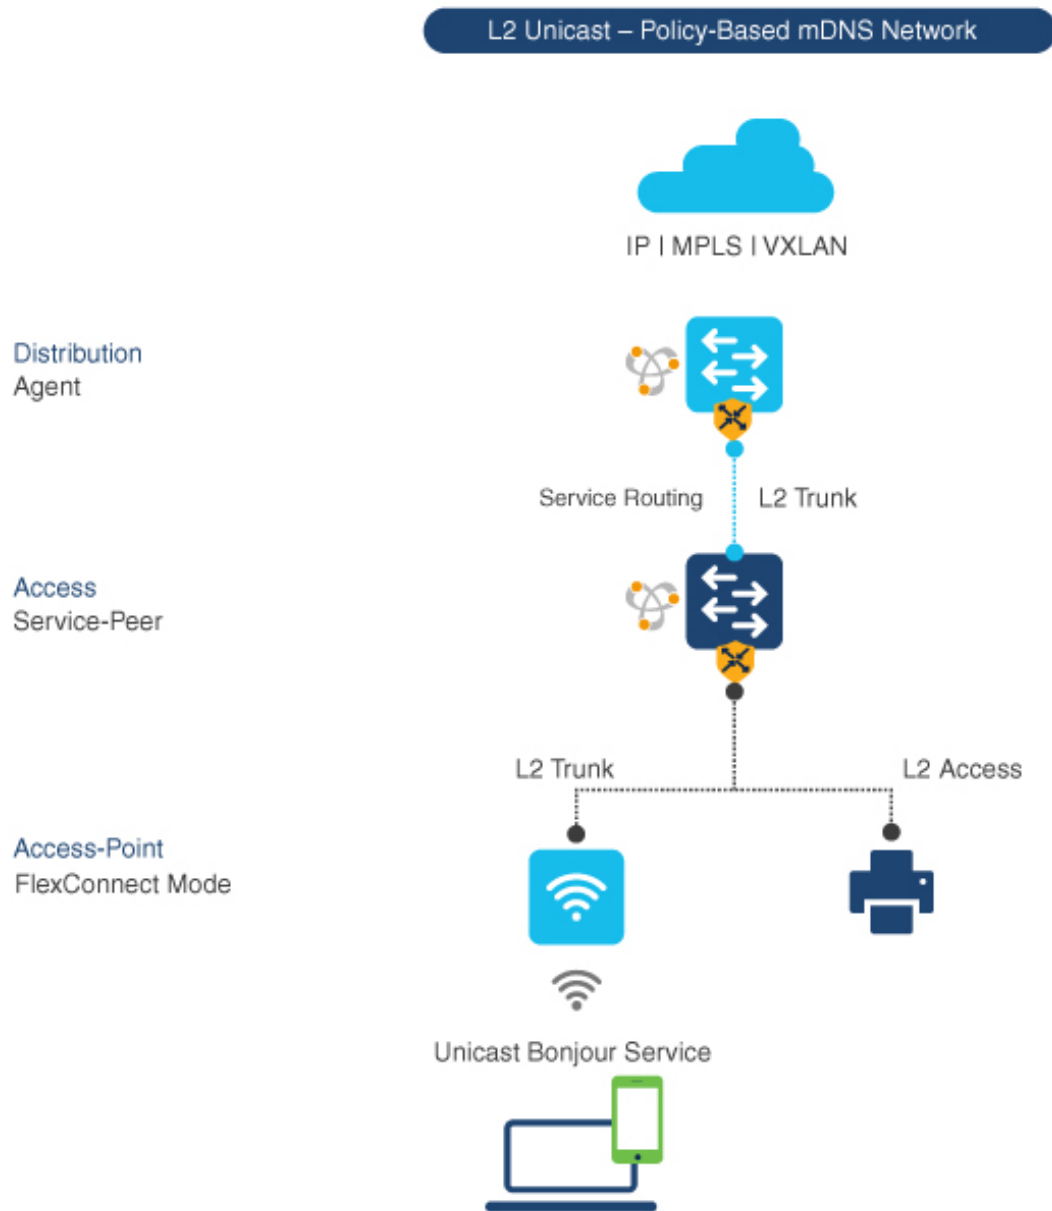 L2 Unicast – Policy-Based mDNS Network
IP | MPLS | VXLAN
Distribution
Agent
Service Routing
L2 Trunk
Access
Service-Peer
L2 Trunk
L2 Access
Access-Point
FlexConnect Mode
Unicast Bonjour Service